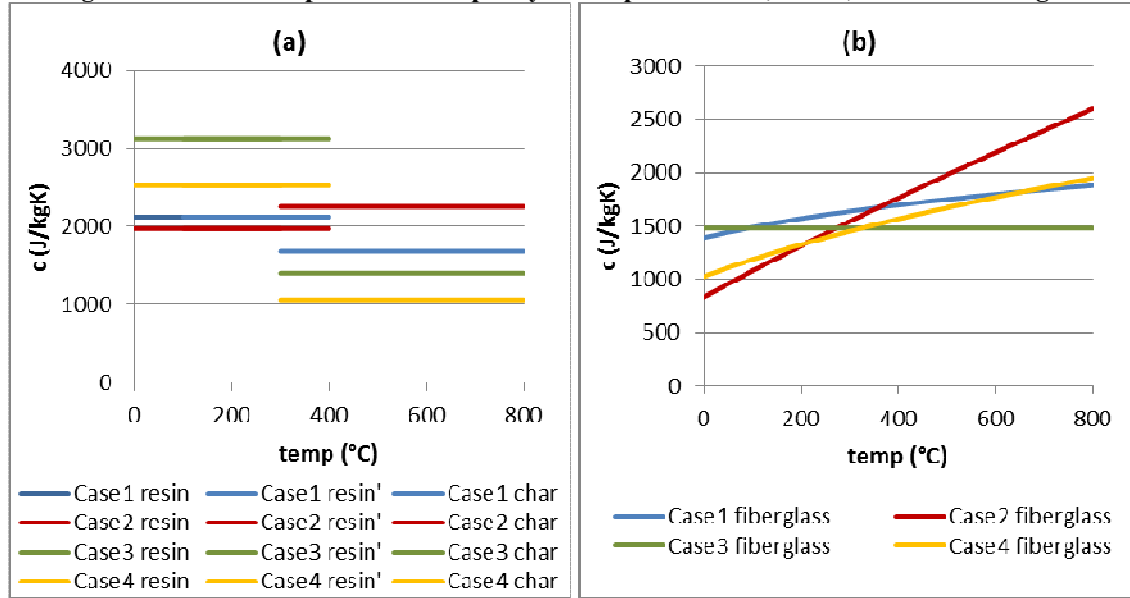 (a)
4000
3000
2000
1000
0
0 200 400 600 800
c (J/kgK)
temp (°C)
Case1 resin Case1 resin' Case1 char
Case2 resin Case2 resin' Case2 char
Case3 resin Case3 resin' Case3 char
Case4 resin Case4 resin' Case4 char
(b)
3000
2500
2000
1500
1000
500
0
0 200 400 600 800
c (J/kgK)
temp (°C)
Case1 fiberglass Case2 fiberglass
Case3 fiberglass Case4 fiberglass